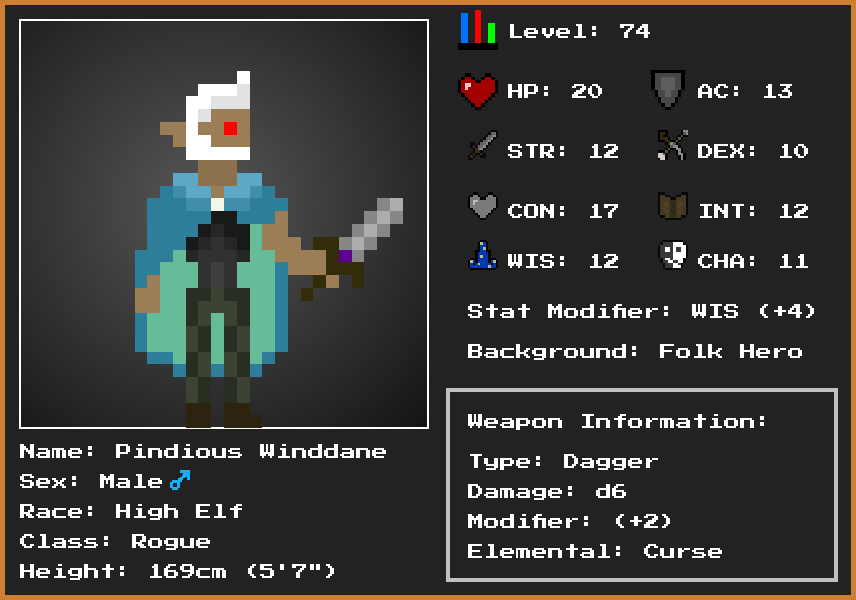 Level: 74
HP: 20 AC: 13
STR: 12 DEX: 10
CON: 17 INT: 12
WIS: 12 CHA: 11
Stat Modifier: WIS (+4)
Background: Folk Hero
Weapon Information:
Type: Dagger
Damage: d6
Modifier: (+2)
Elemental: Curse
Name: Pindious Winddane
Sex: Male♂
Race: High Elf
Class: Rogue
Height: 169cm (5'7")